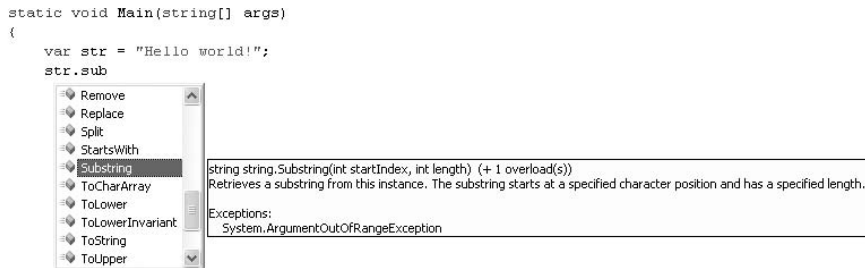 static void Main(string[] args)
{
var str = "Hello world!";
str.sub
Remove
Replace
Split
StartsWith
Substring
ToCharArray
ToLower
ToLowerInvariant
ToString
ToUpper
string string.Substring(int startIndex, int length) (+ 1 overload(s))
Retrieves a substring from this instance. The substring starts at a specified character position and has a specified length.
Exceptions:
System.ArgumentOutOfRangeException